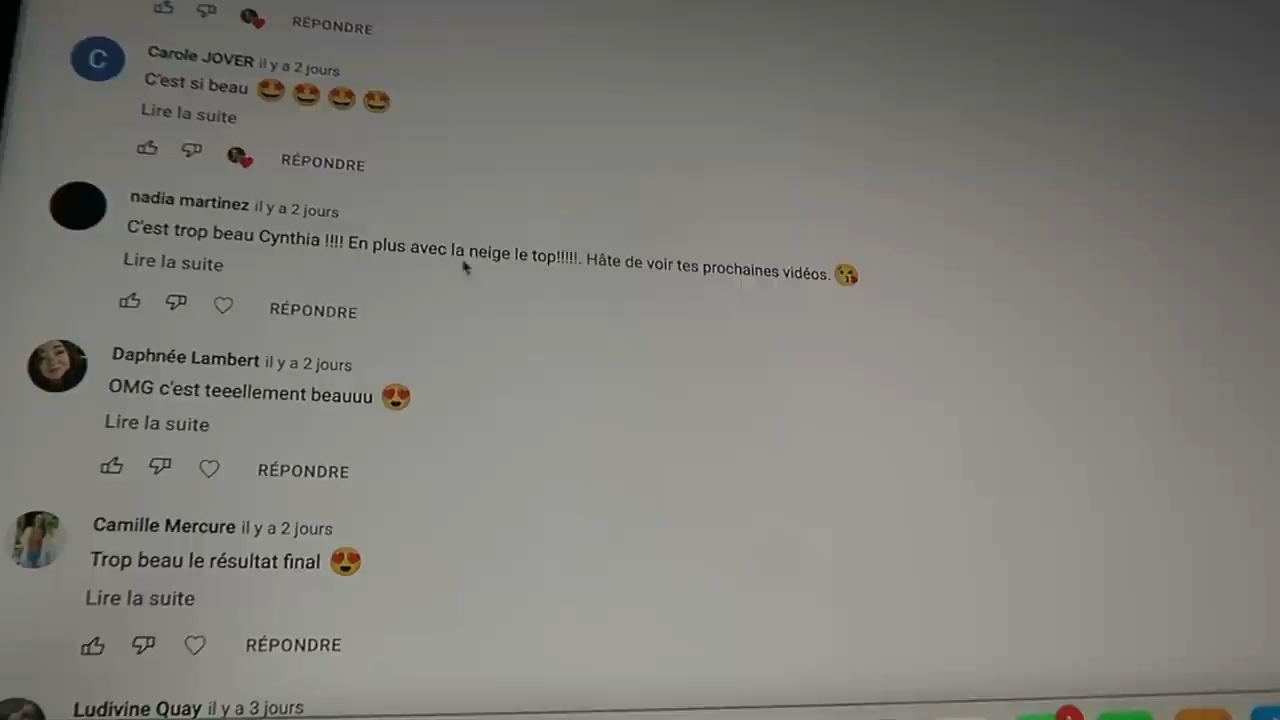 RÉPONDRE
C
Carole JOVER il y a 2 jours
C'est si beau 🤩 🤩 🤩 🤩
Lire la suite
RÉPONDRE
nadia martinez il y a 2 jours
C'est trop beau Cynthia !!!! En plus avec la neige le top!!!!!. Hâte de voir tes prochaines vidéos. 😘
Lire la suite
RÉPONDRE
Daphnée Lambert il y a 2 jours
OMG c'est teeellement beauuu 😍
Lire la suite
RÉPONDRE
Camille Mercure il y a 2 jours
Trop beau le résultat final 😍
Lire la suite
RÉPONDRE
Ludivine Quay il y a 3 jours